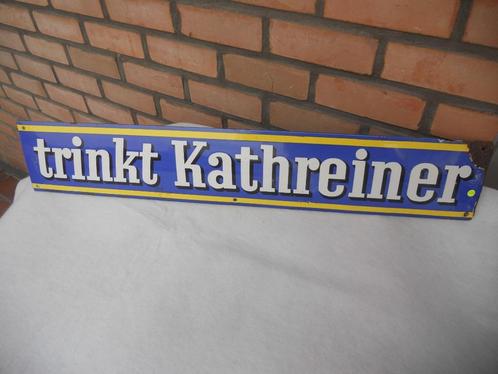 trinkt Kathreiner